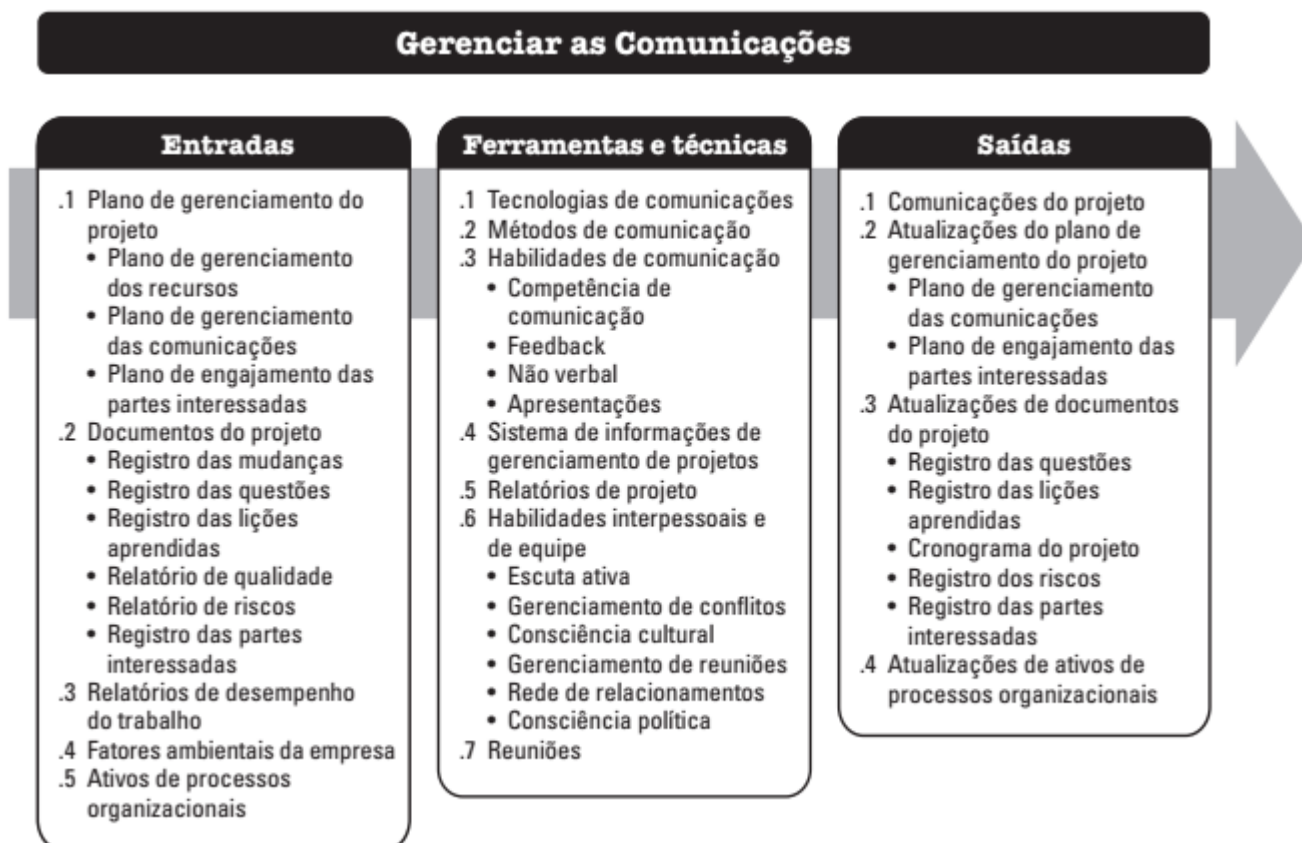 Gerenciar as Comunicações
Entradas
.1 Plano de gerenciamento do
projeto
• Plano de gerenciamento
dos recursos
• Plano de gerenciamento
das comunicações
• Plano de engajamento das
partes interessadas
.2 Documentos do projeto
• Registro das mudanças
• Registro das questões
• Registro das lições
aprendidas
• Relatório de qualidade
• Relatório de riscos
• Registro das partes
interessadas
.3 Relatórios de desempenho
do trabalho
.4 Fatores ambientais da empresa
.5 Ativos de processos
organizacionais
Ferramentas e técnicas
.1 Tecnologias de comunicações
.2 Métodos de comunicação
.3 Habilidades de comunicação
• Competência de
comunicação
• Feedback
• Não verbal
• Apresentações
.4 Sistema de informações de
gerenciamento de projetos
.5 Relatórios de projeto
.6 Habilidades interpessoais e
de equipe
• Escuta ativa
• Gerenciamento de conflitos
• Consciência cultural
• Gerenciamento de reuniões
• Rede de relacionamentos
• Consciência política
.7 Reuniões
Saídas
.1 Comunicações do projeto
.2 Atualizações do plano de
gerenciamento do projeto
• Plano de gerenciamento
das comunicações
• Plano de engajamento das
partes interessadas
.3 Atualizações de documentos
do projeto
• Registro das questões
• Registro das lições
aprendidas
• Cronograma do projeto
• Registro dos riscos
• Registro das partes
interessadas
.4 Atualizações de ativos de
processos organizacionais